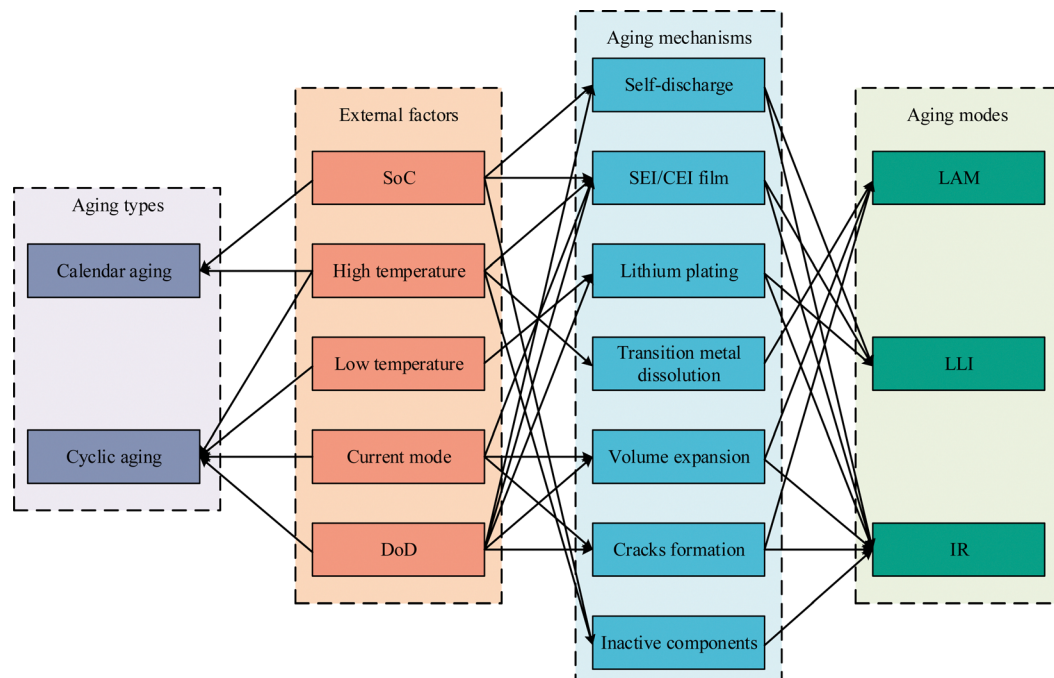 Aging types
Calendar aging
Cyclic aging
External factors
SoC
High temperature
Low temperature
Current mode
DoD
Aging mechanisms
Self-discharge
SEI/CEI film
Lithium plating
Transition metal
dissolution
Volume expansion
Cracks formation
Inactive components
Aging modes
LAM
LLI
IR